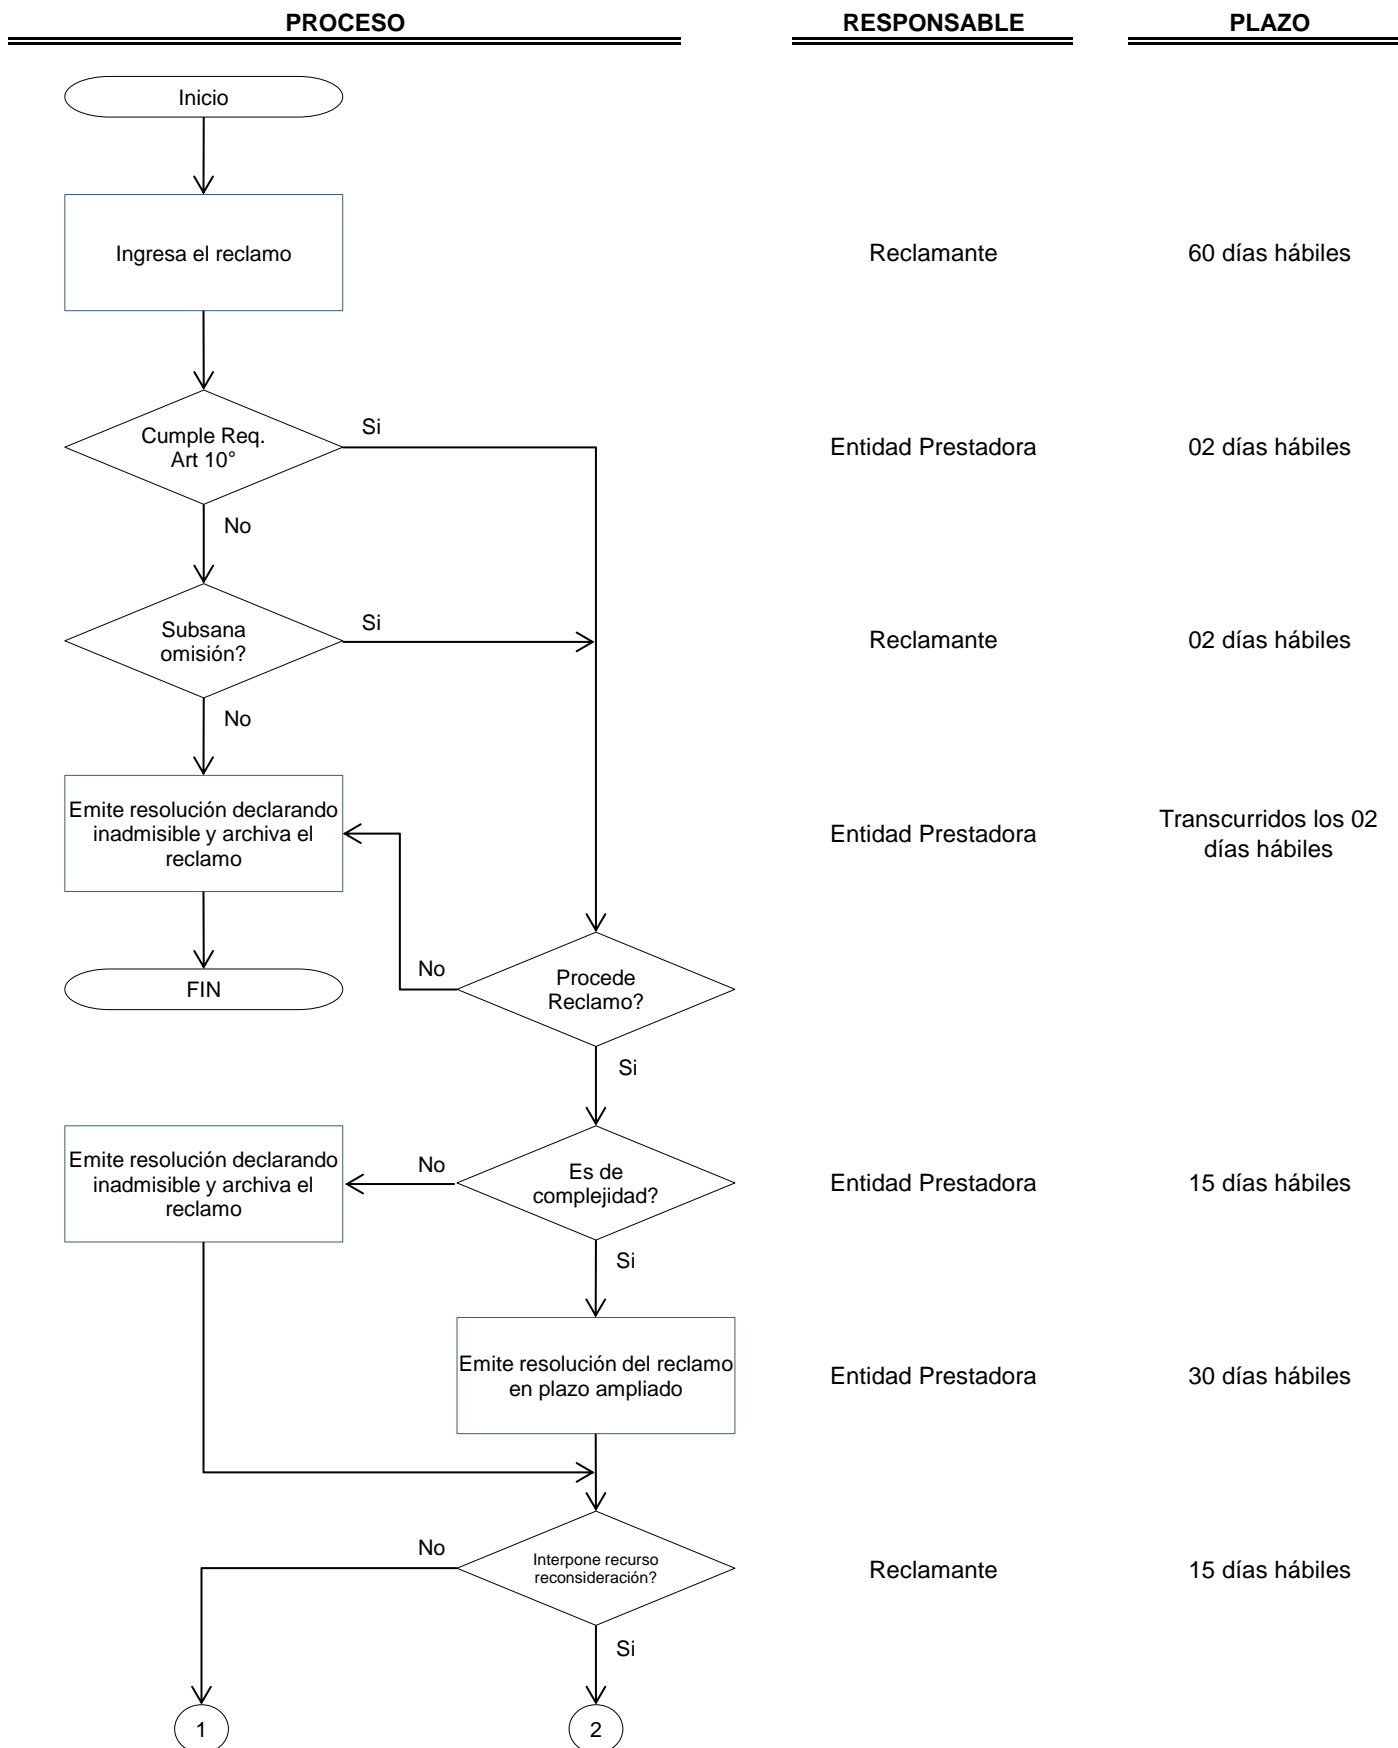 PROCESO
RESPONSABLE
PLAZO
Inicio
Ingresa el reclamo
Reclamante
60 días hábiles
Cumple Req.
Art 10°
Si
Entidad Prestadora
02 días hábiles
No
Subsana
omisión?
Si
Reclamante
02 días hábiles
No
Emite resolución declarando
inadmisible y archiva el
reclamo
Entidad Prestadora
Transcurridos los 02
días hábiles
FIN
No
Procede
Reclamo?
Si
Emite resolución declarando
inadmisible y archiva el
reclamo
No
Es de
complejidad?
Entidad Prestadora
15 días hábiles
Si
Emite resolución del reclamo
en plazo ampliado
Entidad Prestadora
30 días hábiles
No
Interpone recurso
reconsideración?
Reclamante
15 días hábiles
Si
1
2